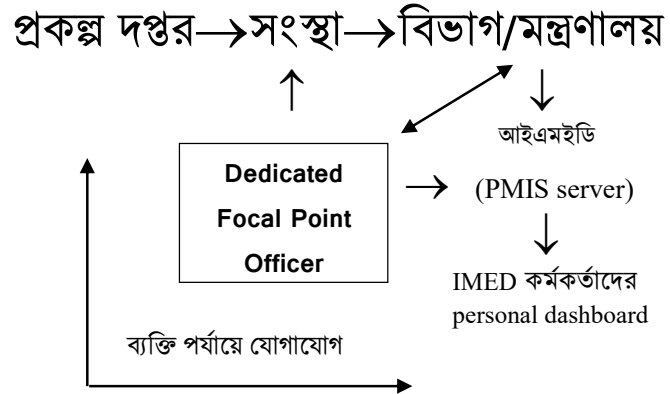 প্রকল্প দপ্তর→সংস্থা→বিভাগ/মন্ত্রণালয়
আইএমইডি
Dedicated
Focal Point
Officer
(PMIS server)
IMED কর্মকর্তাদের
personal dashboard
ব্যক্তি পর্যায়ে যোগাযোগ